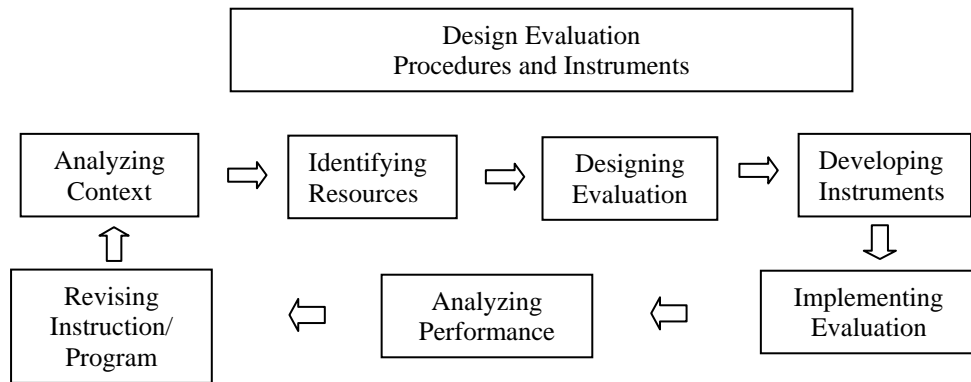 Design Evaluation
Procedures and Instruments
Analyzing
Context
Identifying
Resources
Designing
Evaluation
Developing
Instruments
Revising
Instruction/
Program
Analyzing
Performance
Implementing
Evaluation